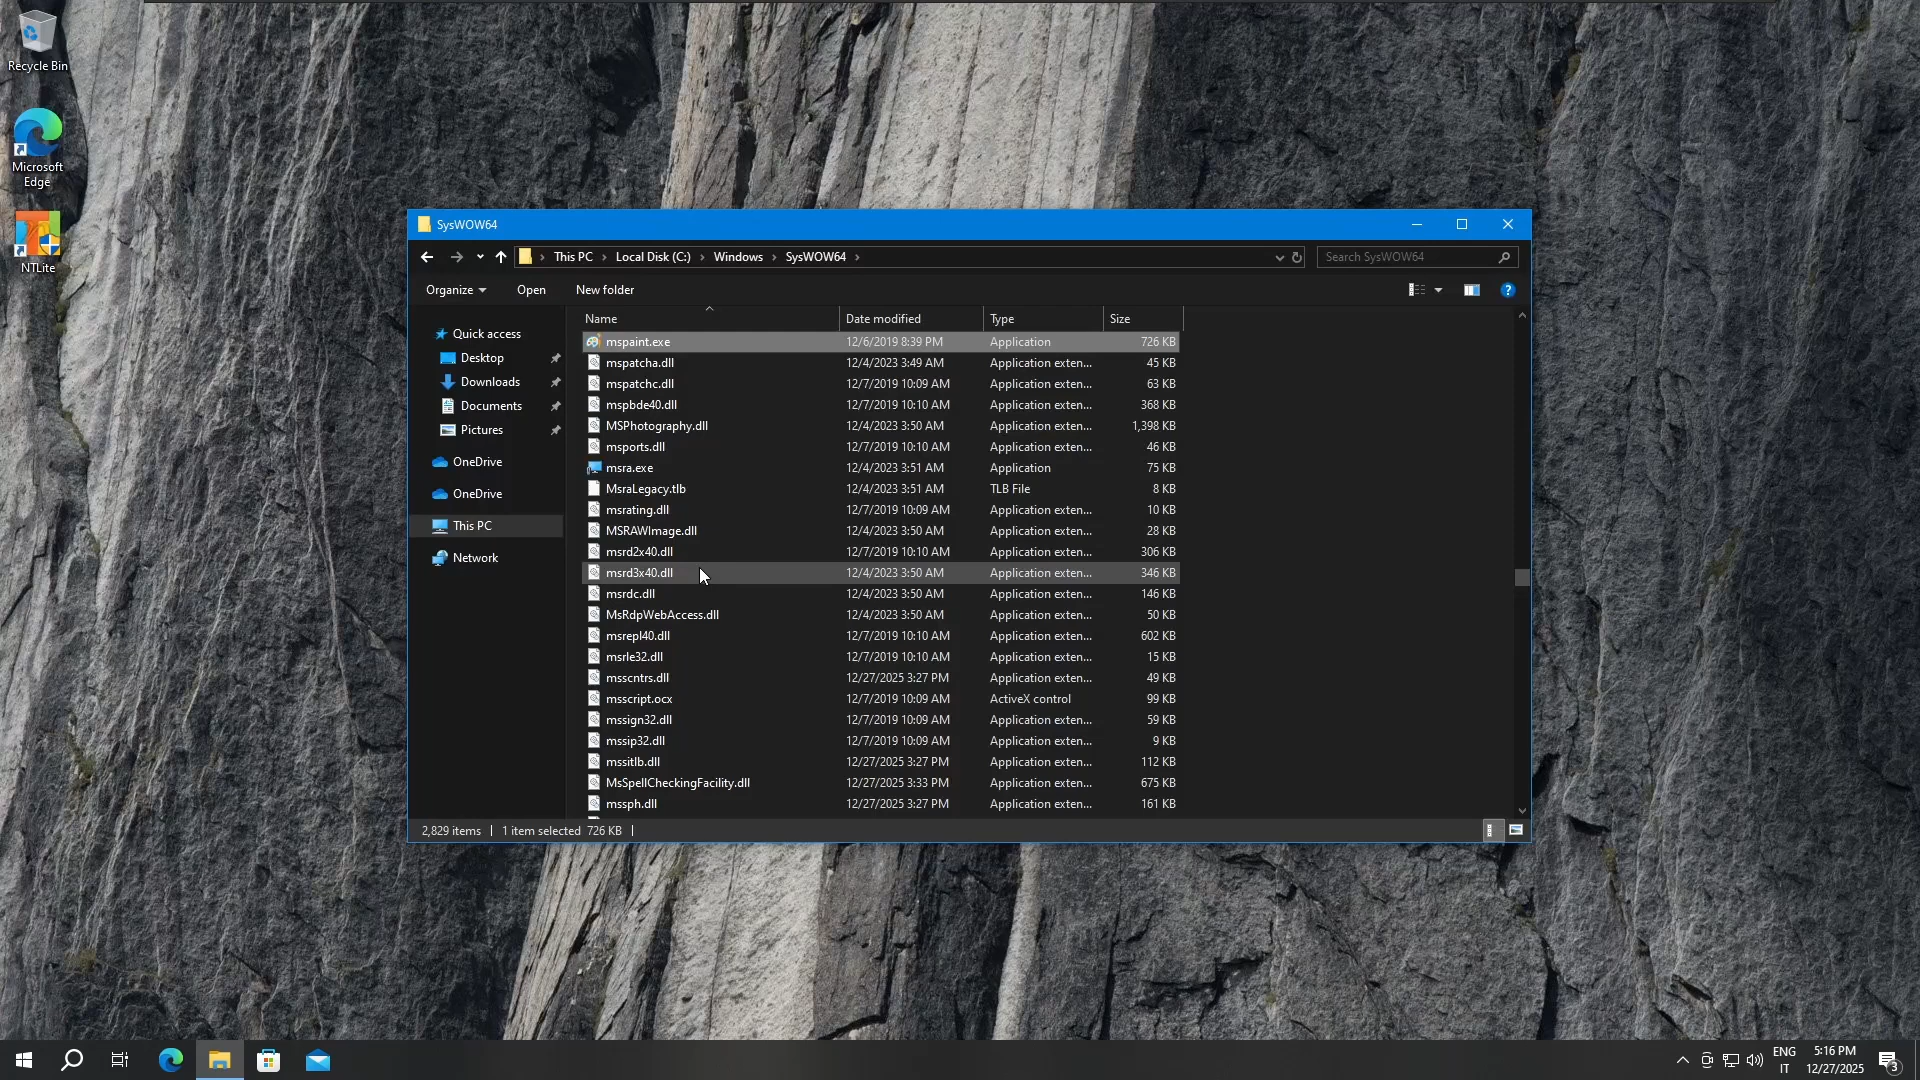 Recycle Bin
Microsoft
Edge
NTLite
SysWOW64
This PC
Local Disk (C:)
Windows
SysWOW64
Search SysWOW64
Organize
Open
New folder
Quick access
Desktop
Downloads
Documents
Pictures
OneDrive
OneDrive
This PC
Network
Name Date modified Type Size
mspaint.exe 12/6/2019 8:39 PM Application 726 KB
mspatcha.dll 12/4/2023 3:49 AM Application exten... 45 KB
mspatchc.dll 12/7/2019 10:09 AM Application exten... 63 KB
mspbde40.dll 12/7/2019 10:10 AM Application exten... 368 KB
MSPhotography.dll 12/4/2023 3:50 AM Application exten... 1,398 KB
msports.dll 12/7/2019 10:10 AM Application exten... 46 KB
msra.exe 12/4/2023 3:51 AM Application 75 KB
MsraLegacy.tlb 12/4/2023 3:51 AM TLB File 8 KB
msrating.dll 12/7/2019 10:09 AM Application exten... 10 KB
MSRAWImage.dll 12/4/2023 3:50 AM Application exten... 28 KB
msrd2x40.dll 12/7/2019 10:10 AM Application exten... 306 KB
msrd3x40.dll 12/4/2023 3:50 AM Application exten... 346 KB
msrdc.dll 12/4/2023 3:50 AM Application exten... 146 KB
MsRdpWebAccess.dll 12/4/2023 3:50 AM Application exten... 50 KB
msrepl40.dll 12/7/2019 10:10 AM Application exten... 602 KB
msrle32.dll 12/7/2019 10:10 AM Application exten... 15 KB
msscntrs.dll 12/27/2025 3:27 PM Application exten... 49 KB
msscript.ocx 12/7/2019 10:09 AM ActiveX control 99 KB
mssign32.dll 12/7/2019 10:09 AM Application exten... 59 KB
mssip32.dll 12/7/2019 10:09 AM Application exten... 9 KB
mssitlb.dll 12/27/2025 3:27 PM Application exten... 112 KB
MsSpellCheckingFacility.dll 12/27/2025 3:33 PM Application exten... 675 KB
mssph.dll 12/27/2025 3:27 PM Application exten... 161 KB
2,829 items 1 item selected 726 KB
ENG
IT
5:16 PM
12/27/2025
3